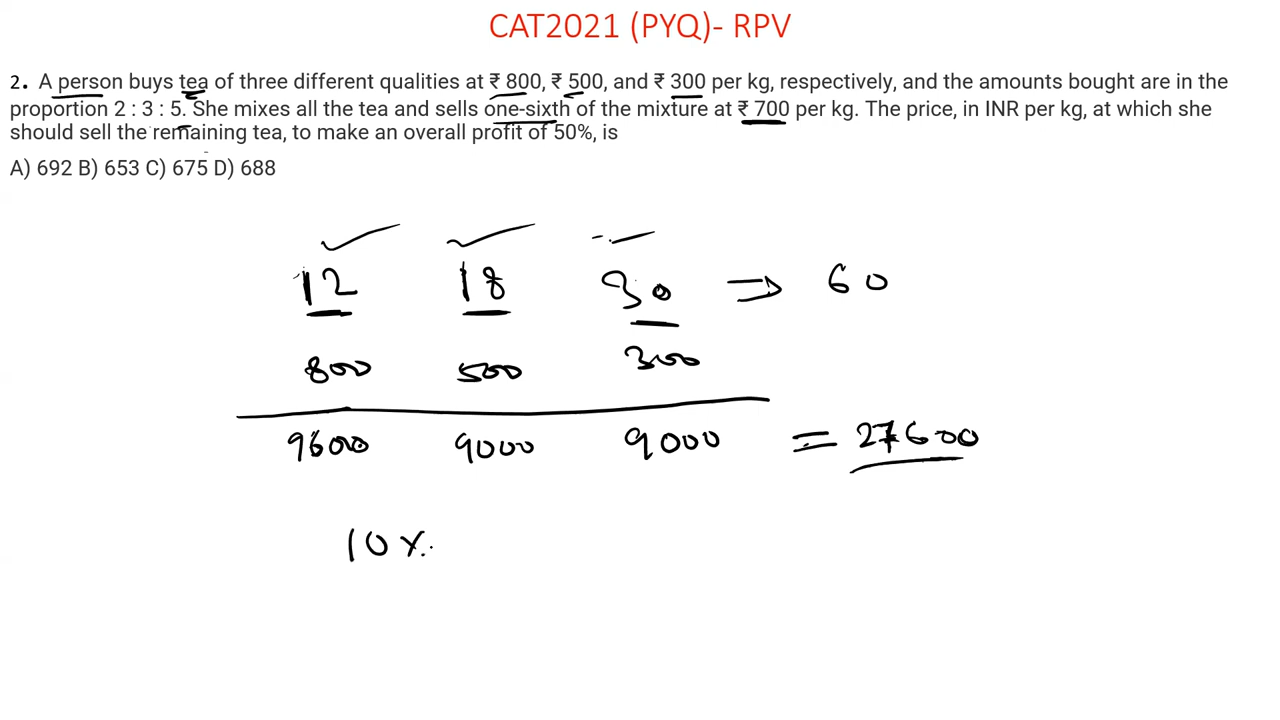 CAT2021 (PYQ)- RPV
2. A person buys tea of three different qualities at ₹ 800, ₹ 500, and ₹ 300 per kg, respectively, and the amounts bought are in the
proportion 2 : 3 : 5. She mixes all the tea and sells one-sixth of the mixture at ₹ 700 per kg. The price, in INR per kg, at which she
should sell the remaining tea, to make an overall profit of 50%, is
A) 692 B) 653 C) 675 D) 688
12 18 30 ⇒ 60
800 500 300
9600 9000 9000 = 27600
10 x